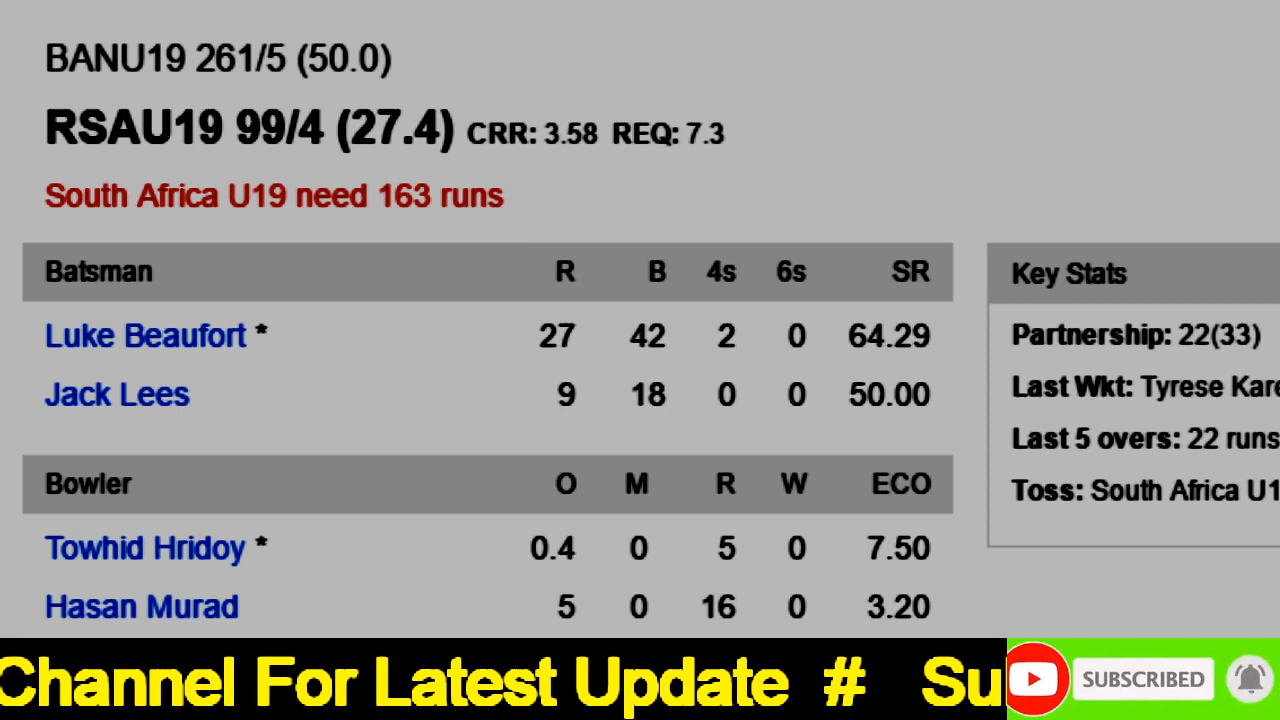 BANU19 261/5 (50.0)
RSAU19 99/4 (27.4) CRR: 3.58 REQ: 7.3
South Africa U19 need 163 runs
Batsman R B 4s 6s SR
Luke Beaufort * 27 42 2 0 64.29
Jack Lees 9 18 0 0 50.00
Bowler O M R W ECO
Towhid Hridoy * 0.4 0 5 0 7.50
Hasan Murad 5 0 16 0 3.20
Key Stats
Partnership: 22(33)
Last Wkt: Tyrese Kare
Last 5 overs: 22 runs
Toss: South Africa U1
Channel For Latest Update # Su
SUBSCRIBED